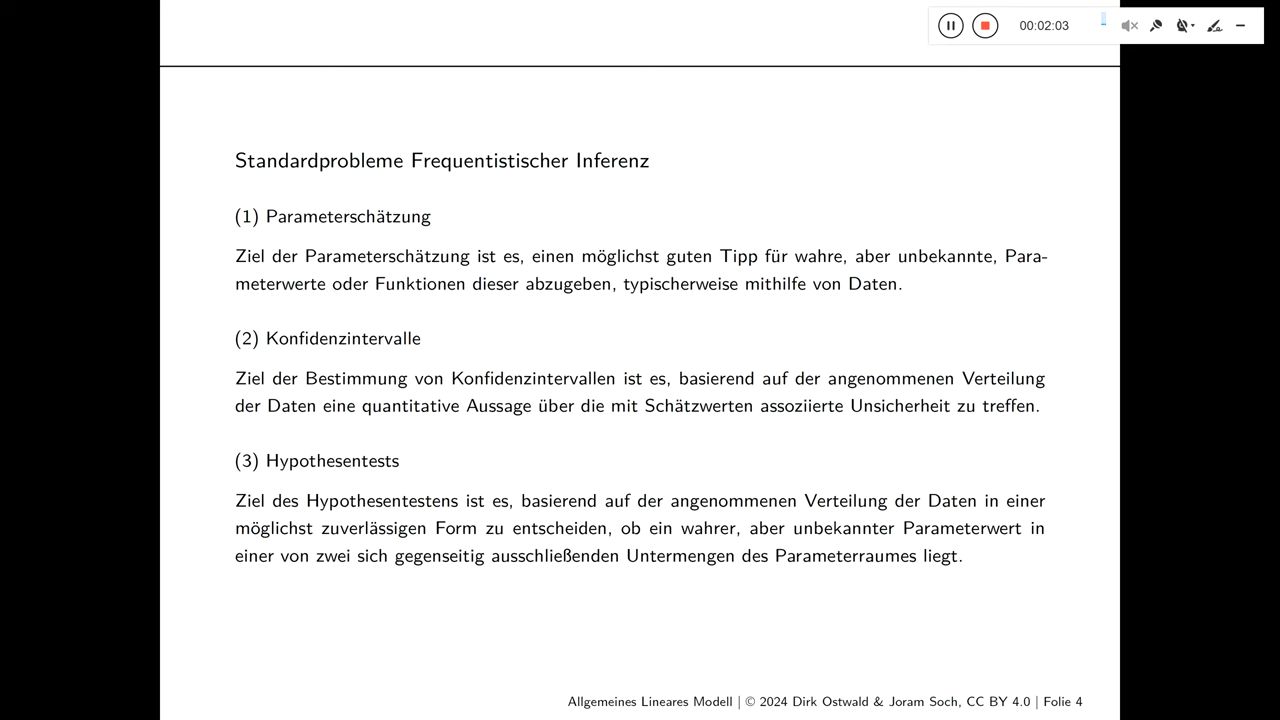 00:02:03
Standardprobleme Frequentistischer Inferenz
(1) Parameterschätzung
Ziel der Parameterschätzung ist es, einen möglichst guten Tipp für wahre, aber unbekannte, Para-
meterwerte oder Funktionen dieser abzugeben, typischerweise mithilfe von Daten.
(2) Konfidenzintervalle
Ziel der Bestimmung von Konfidenzintervallen ist es, basierend auf der angenommenen Verteilung
der Daten eine quantitative Aussage über die mit Schätzwerten assoziierte Unsicherheit zu treffen.
(3) Hypothesentests
Ziel des Hypothesentestens ist es, basierend auf der angenommenen Verteilung der Daten in einer
möglichst zuverlässigen Form zu entscheiden, ob ein wahrer, aber unbekannter Parameterwert in
einer von zwei sich gegenseitig ausschließenden Untermengen des Parameterraumes liegt.
Allgemeines Lineares Modell | © 2024 Dirk Ostwald & Joram Soch, CC BY 4.0 | Folie 4